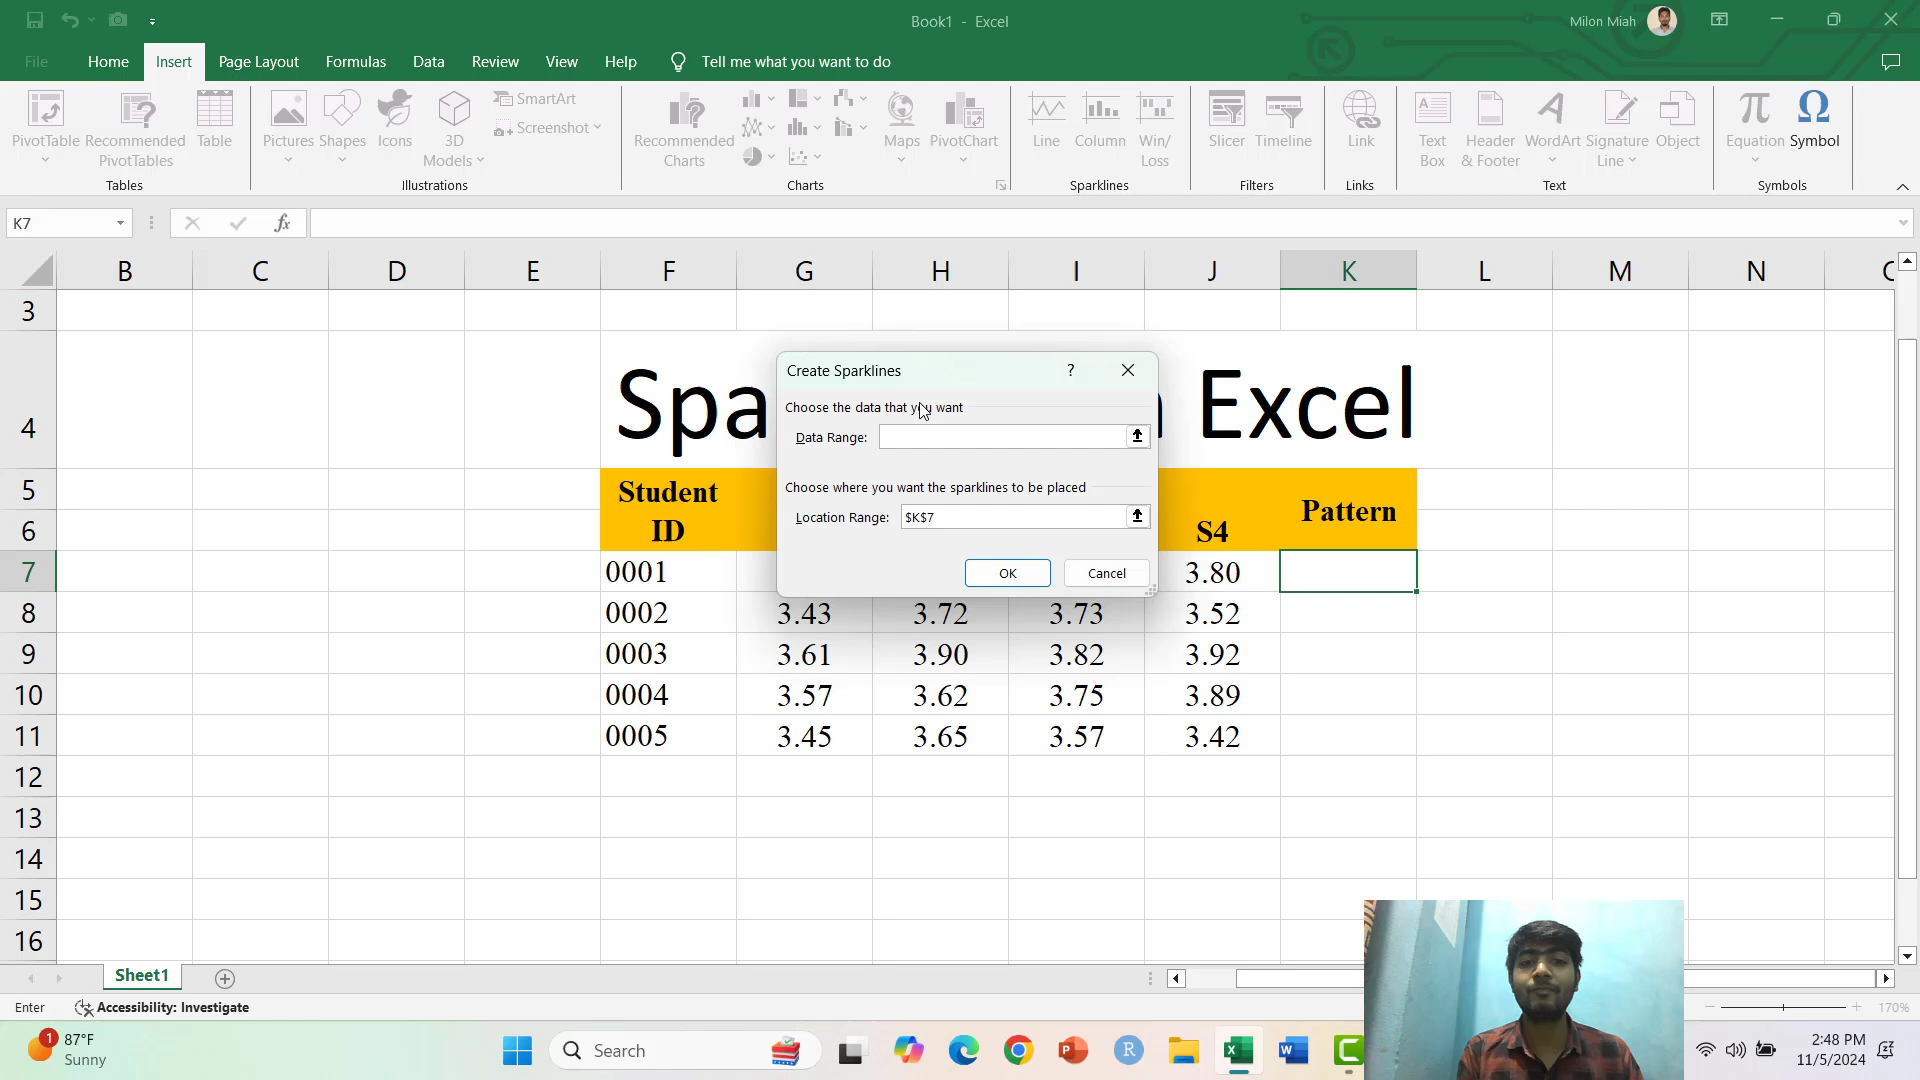 Book1 - Excel
Milon Miah
File Home Insert Page Layout Formulas Data Review View Help Tell me what you want to do
PivotTable
Recommended
PivotTables
Table
Tables
Pictures
Shapes
Icons
3D
Models
SmartArt
Screenshot
Illustrations
Recommended
Charts
Maps
PivotChart
Charts
Line
Column
Win/
Loss
Sparklines
Slicer
Timeline
Filters
Link
Links
Text
Box
Header
& Footer
WordArt
Signature
Line
Object
Text
Equation
Symbol
Symbols
K7
fx
B C D E F G H I J K L M N
3
4 Spa Excel
5 Student
6 ID S4 Pattern
7 0001 3.80
8 0002 3.43 3.72 3.73 3.52
9 0003 3.61 3.90 3.82 3.92
10 0004 3.57 3.62 3.75 3.89
11 0005 3.45 3.65 3.57 3.42
12
13
14
15
16
Create Sparklines ?
Choose the data that you want
Data Range:
Choose where you want the sparklines to be placed
Location Range: $K$7
OK Cancel
Sheet1
Enter Accessibility: Investigate
170%
1
87°F
Sunny
Search
2:48 PM
11/5/2024